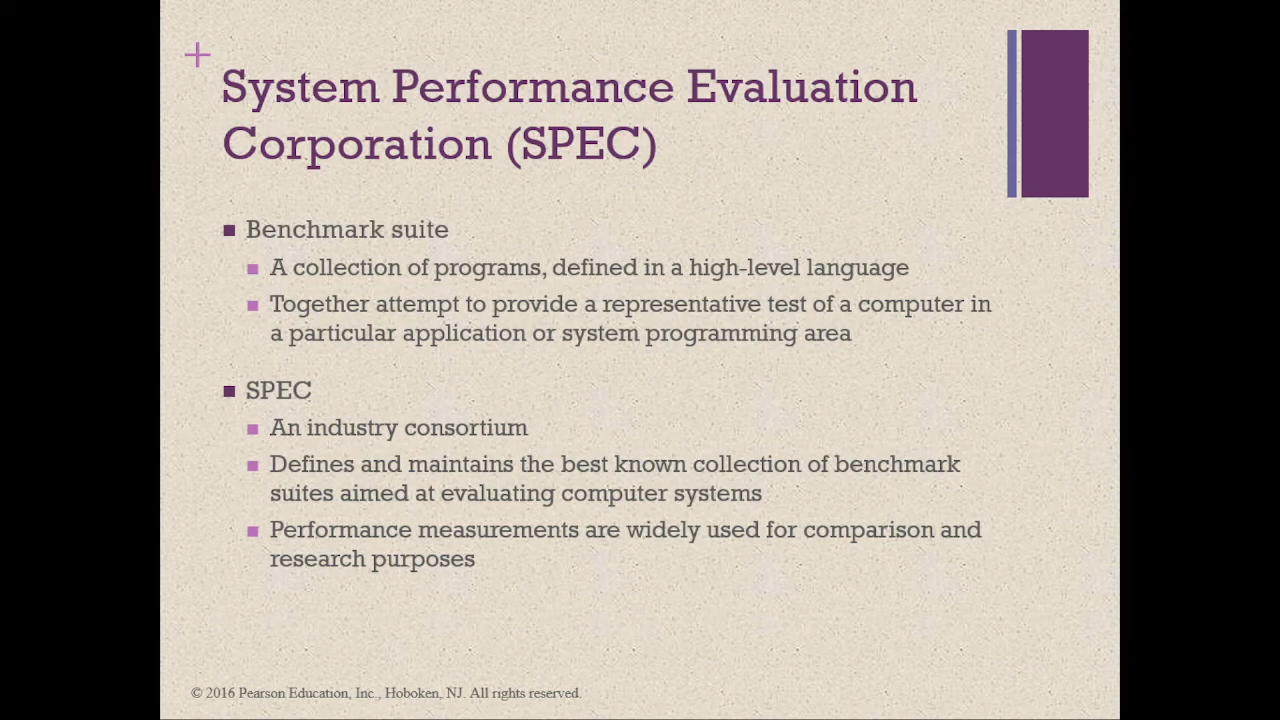 System Performance Evaluation
Corporation (SPEC)
Benchmark suite
A collection of programs, defined in a high-level language
Together attempt to provide a representative test of a computer in
a particular application or system programming area
SPEC
An industry consortium
Defines and maintains the best known collection of benchmark
suites aimed at evaluating computer systems
Performance measurements are widely used for comparison and
research purposes
© 2016 Pearson Education, Inc., Hoboken, NJ. All rights reserved.